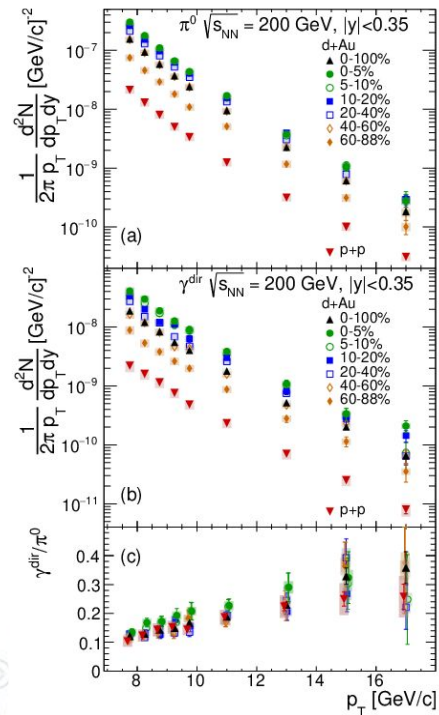 π⁰ √s_NN = 200 GeV, |y|<0.35
d+Au
0-100%
0-5%
5-10%
10-20%
20-40%
40-60%
60-88%
p+p
(a)
1/(2π p_T) d²N/(dp_T dy) [GeV/c]⁻²
10⁻⁷
10⁻⁸
10⁻⁹
10⁻¹⁰
γ^dir √s_NN = 200 GeV, |y|<0.35
d+Au
0-100%
0-5%
5-10%
10-20%
20-40%
40-60%
60-88%
p+p
(b)
1/(2π p_T) d²N/(dp_T dy) [GeV/c]⁻²
10⁻⁸
10⁻⁹
10⁻¹⁰
10⁻¹¹
(c)
γ^dir/π⁰
0.4
0.3
0.2
0.1
0
8 10 12 14 16
p_T [GeV/c]